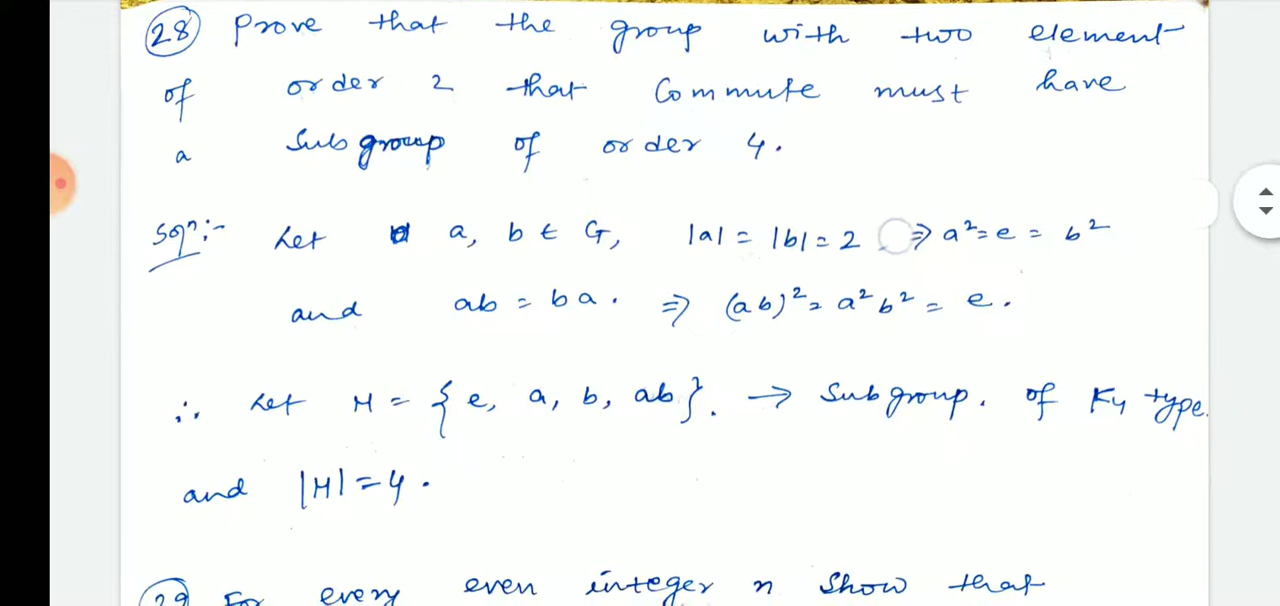 28 Prove that the group with two element
of order 2 that Commute must have
a Subgroup of order 4.
Solⁿ:- Let a, b ∈ G, |a| = |b| = 2 ⇒ a² = e = b²
and ab = ba. ⇒ (ab)² = a²b² = e.
∴ Let H = {e, a, b, ab}. → Subgroup. of K4 type.
and |H| = 4.
29 For every even integer n Show that